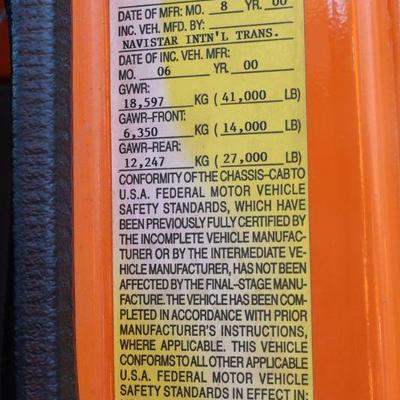 DATE OF MFR: MO. 8 YR. 00
INC. VEH. MFD. BY:
NAVISTAR INTN'L TRANS.
DATE OF INC. VEH. MFR:
MO. 06 YR. 00
GVWR:
18,597 KG ( 41,000 LB)
GAWR-FRONT:
6,350 KG ( 14,000 LB)
GAWR-REAR:
12,247 KG ( 27,000 LB)
CONFORMITY OF THE CHASSIS-CAB TO
U.S.A. FEDERAL MOTOR VEHICLE
SAFETY STANDARDS, WHICH HAVE
BEEN PREVIOUSLY FULLY CERTIFIED BY
THE INCOMPLETE VEHICLE MANUFAC-
TURER OR BY THE INTERMEDIATE VE-
HICLE MANUFACTURER, HAS NOT BEEN
AFFECTED BY THE FINAL-STAGE MANU-
FACTURE. THE VEHICLE HAS BEEN COM-
PLETED IN ACCORDANCE WITH PRIOR
MANUFACTURER'S INSTRUCTIONS,
WHERE APPLICABLE. THIS VEHICLE
CONFORMS TO ALL OTHER APPLICABLE
U.S.A. FEDERAL MOTOR VEHICLE
SAFETY STANDARDS IN EFFECT IN: